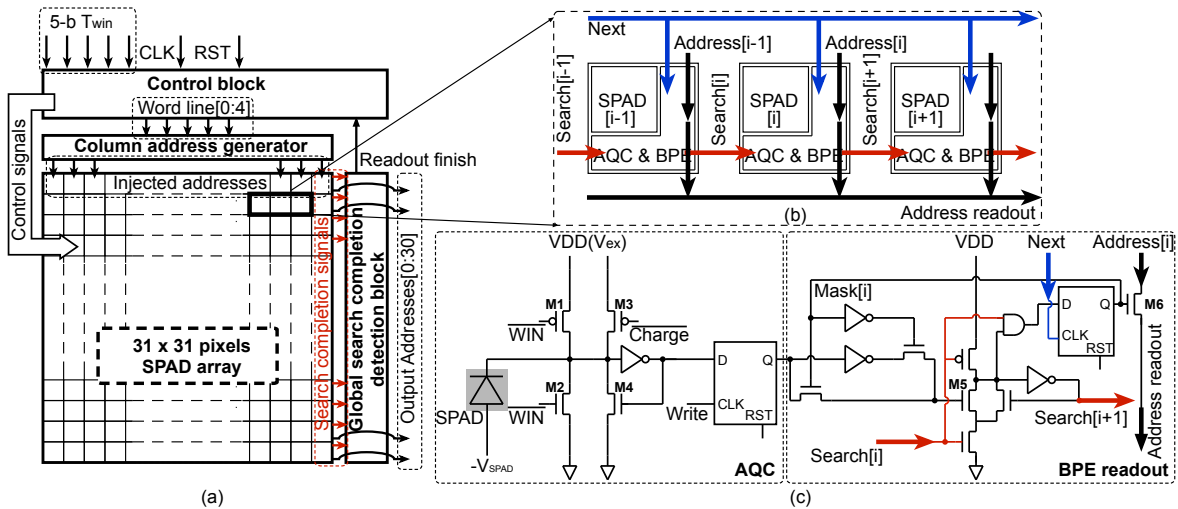 5-b Twin
CLK
RST
Control block
Word line[0:4]
Column address generator
Control signals
Injected addresses
Readout finish
31 x 31 pixels
SPAD array
Search completion signals
Global search completion
detection block
Output Addresses[0:30]
(a)
Next
Address[i-1]
Address[i]
Search[i-1]
SPAD
[i-1]
Search[i]
SPAD
[i]
Search[i+1]
SPAD
[i+1]
AQC & BPE
AQC & BPE
AQC & BPE
Address readout
(b)
VDD(Vex)
M1
M3
WIN
Charge
M2
M4
WIN
SPAD
-VSPAD
D
Q
CLK
RST
Write
AQC
VDD
Next
Address[i]
Mask[i]
D
Q
CLK
RST
M6
M5
Search[i+1]
Search[i]
Address readout
BPE readout
(c)